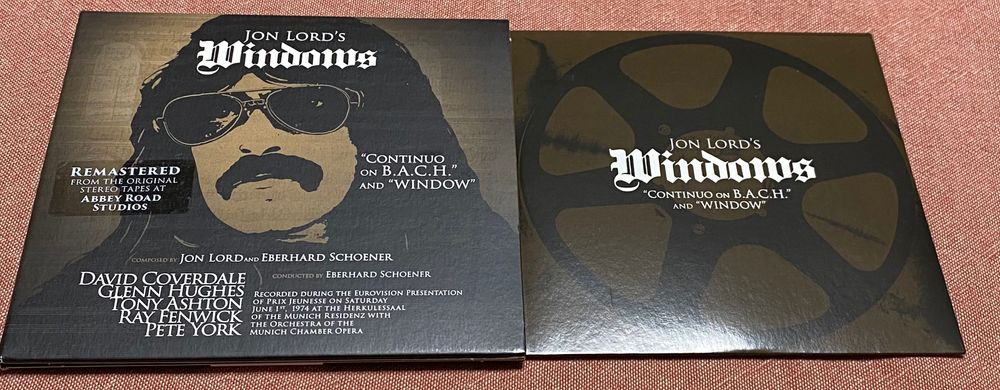 JON LORD'S
Windows
"CONTINUO
ON B.A.C.H."
AND "WINDOW"
REMASTERED
FROM THE ORIGINAL
STEREO TAPES AT
ABBEY ROAD
STUDIOS
COMPOSED BY JON LORD AND EBERHARD SCHOENER
CONDUCTED BY EBERHARD SCHOENER
DAVID COVERDALE
GLENN HUGHES
TONY ASHTON
RAY FENWICK
PETE YORK
RECORDED DURING THE EUROVISION PRESENTATION
OF PRIX JEUNESSE ON SATURDAY
JUNE 1ST, 1974 AT THE HERKULESSAAL
OF THE MUNICH RESIDENZ WITH
THE ORCHESTRA OF THE
MUNICH CHAMBER OPERA
JON LORD'S
Windows
"CONTINUO ON B.A.C.H."
AND "WINDOW"